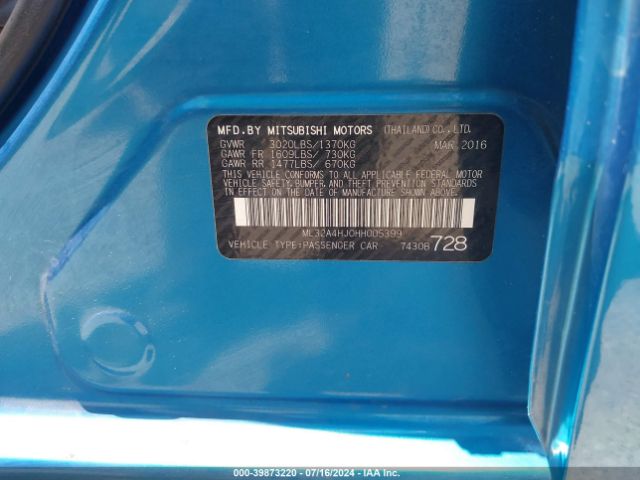 MFD.BY MITSUBISHI MOTORS (THAILAND)CO.,LTD.
GVWR 3020LBS/1370KG MAR 2016
GAWR FR 1609LBS/ 730KG
GAWR RR 1477LBS/ 670KG
THIS VEHICLE CONFORMS TO ALL APPLICABLE FEDERAL MOTOR
VEHICLE SAFETY,BUMPER,AND THEFT PREVENTION STANDARDS
IN EFFECT ON THE DATE OF MANUFACTURE SHOWN ABOVE.
ML32A4HJ0HH005399
VEHICLE TYPE:PASSENGER CAR 74308 728
000-39873220 - 07/16/2024 - IAA Inc.